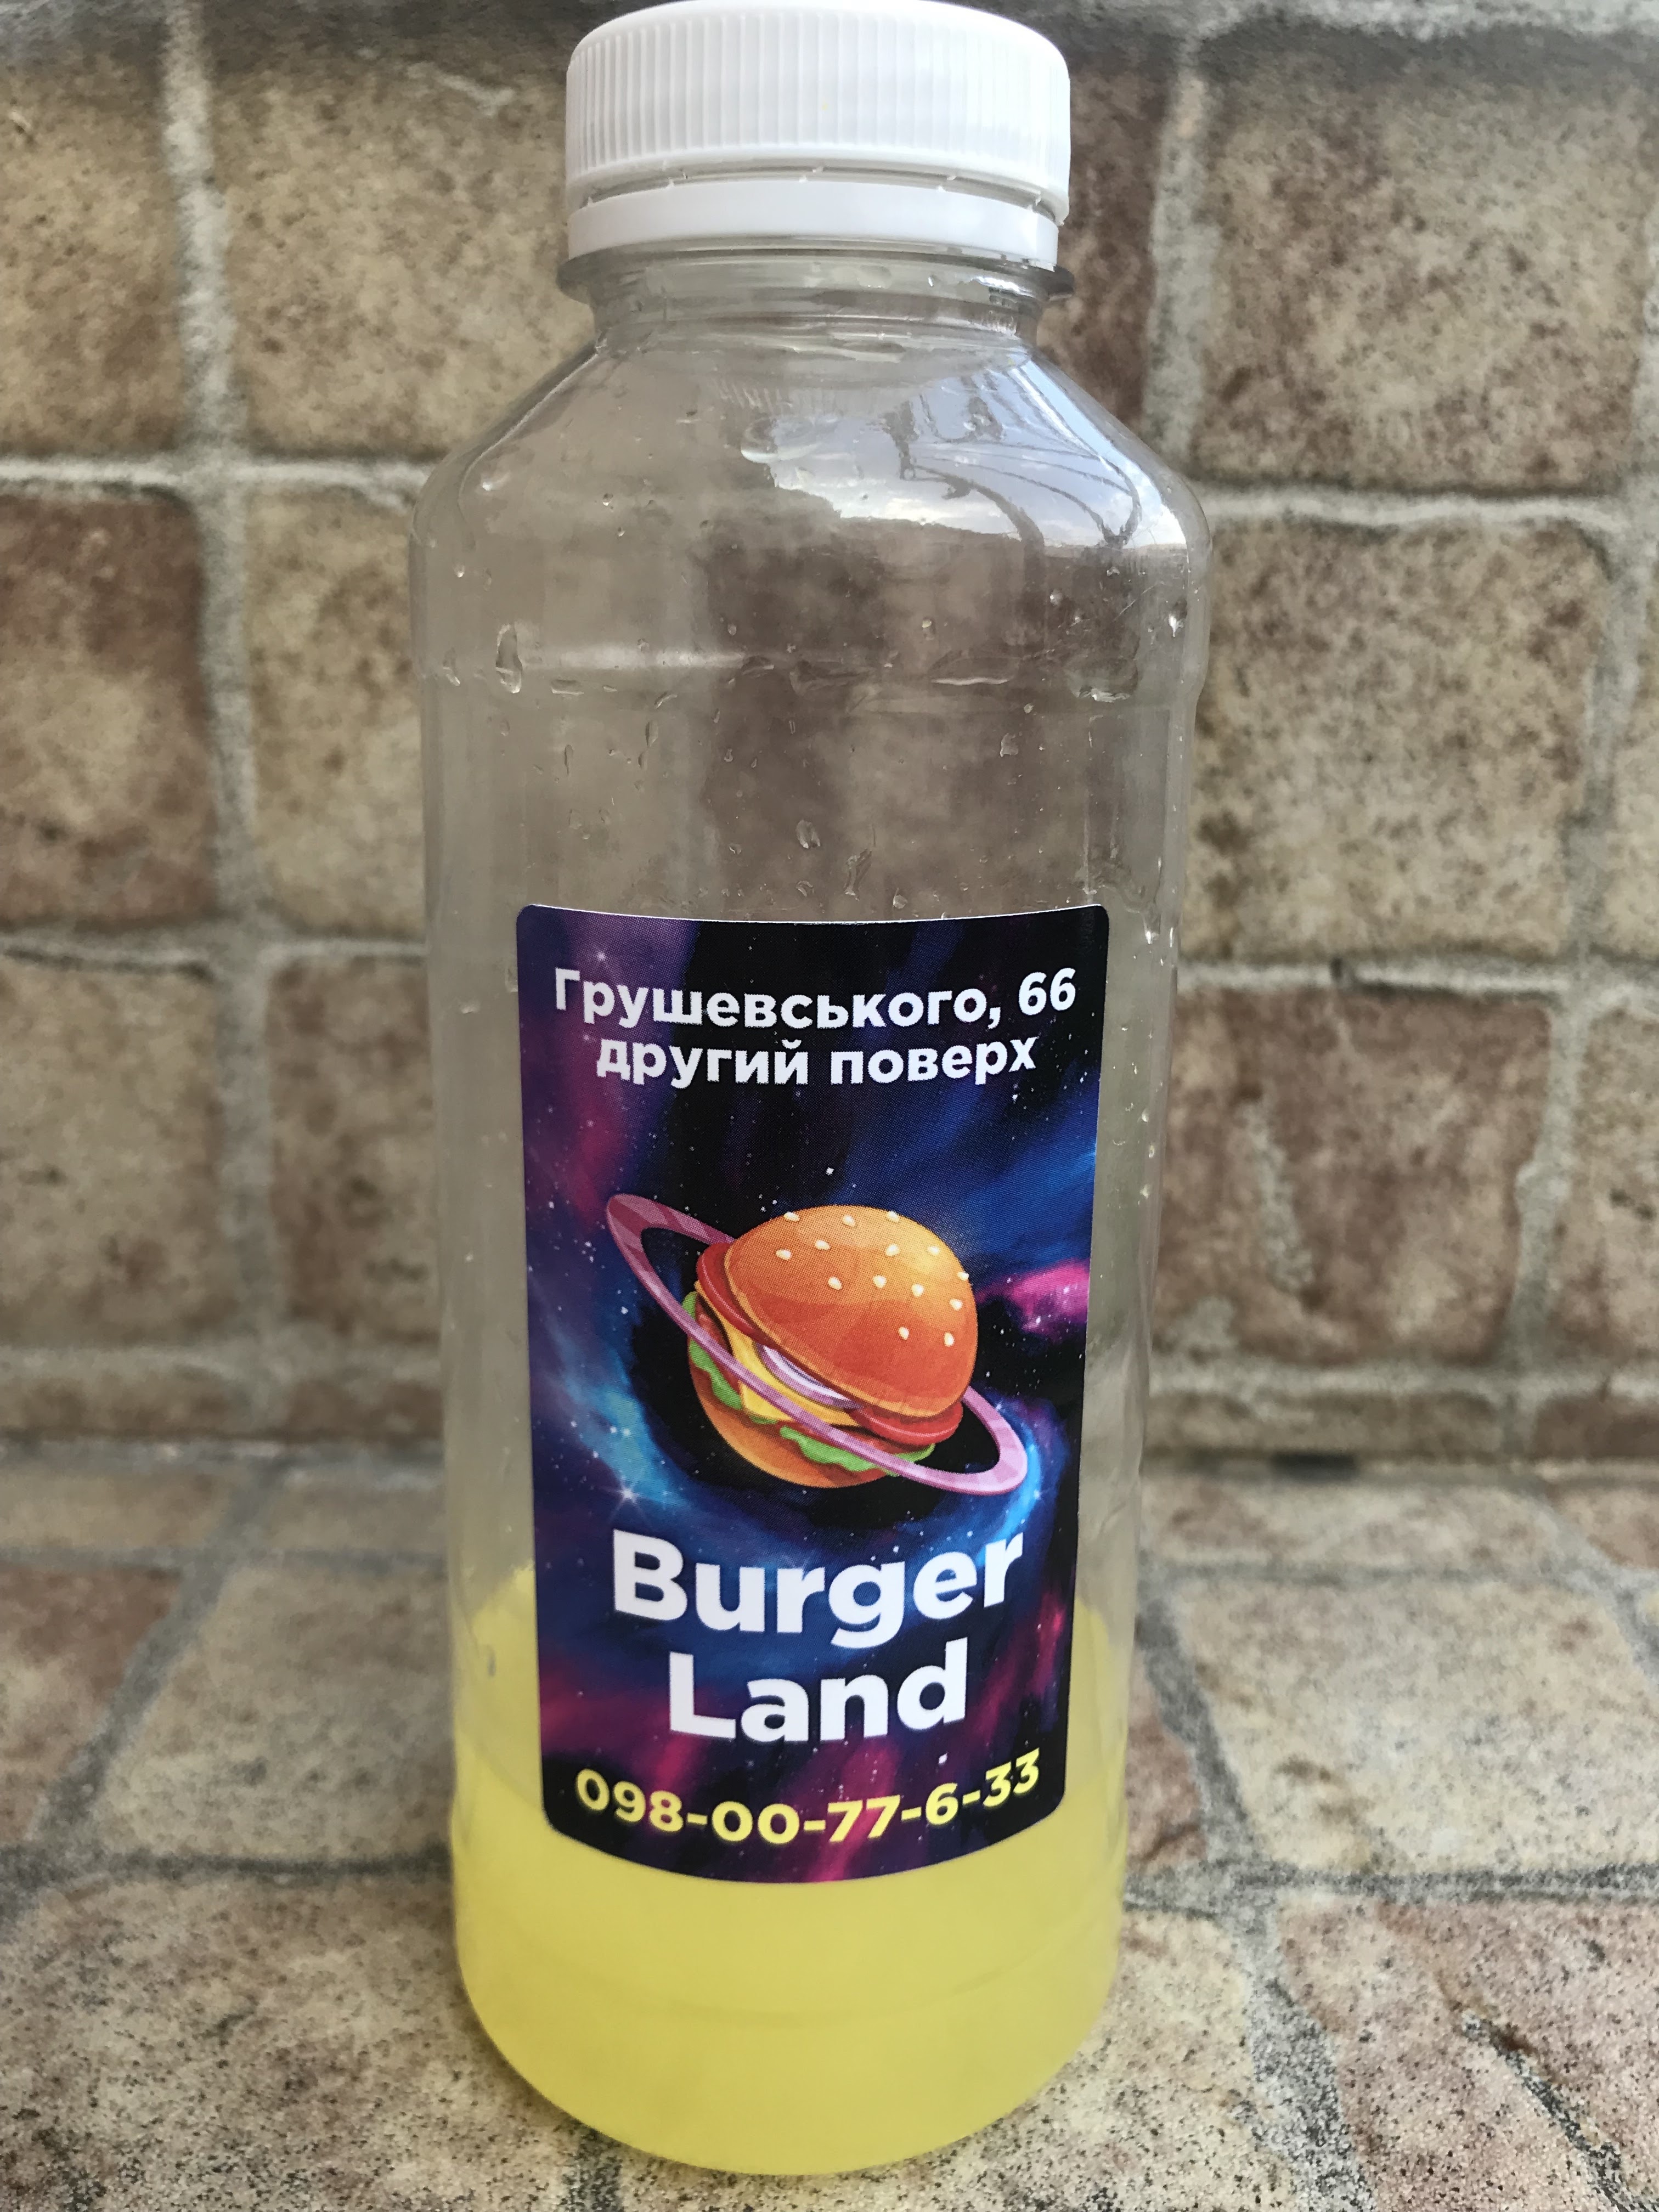 Грушевського, 66
другий поверх
Burger
Land
098-00-77-6-33